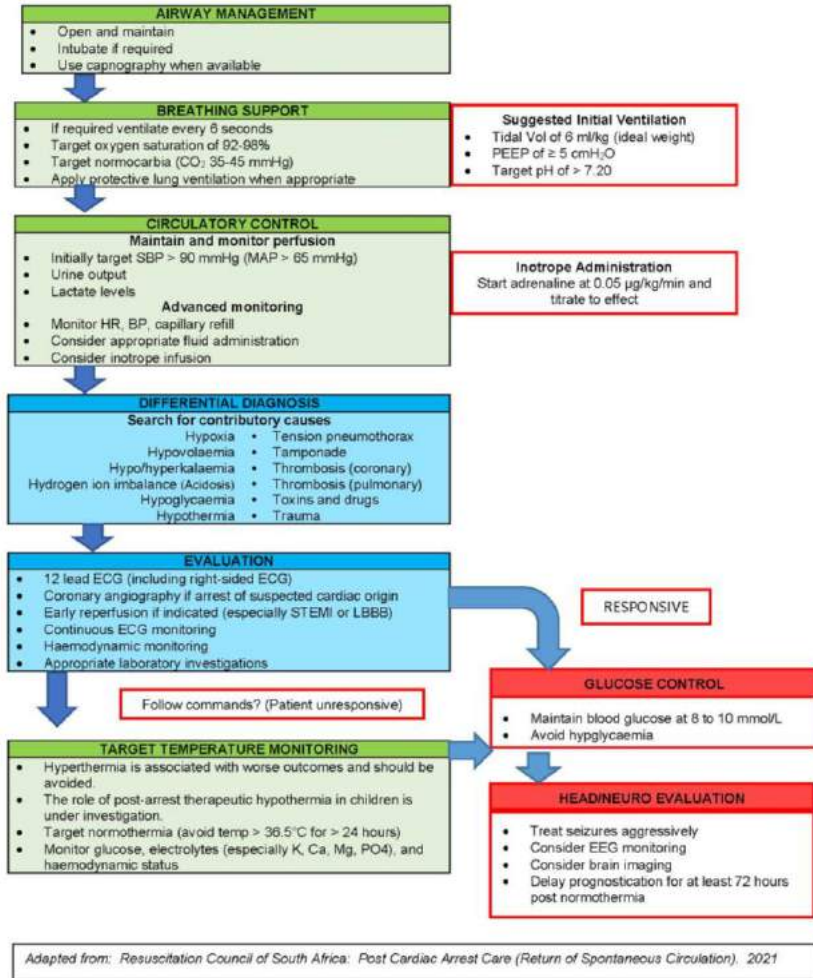 AIRWAY MANAGEMENT
• Open and maintain
• Intubate if required
• Use capnography when available
BREATHING SUPPORT
• If required ventilate every 6 seconds
• Target oxygen saturation of 92-98%
• Target normocarbia (CO₂ 35-45 mmHg)
• Apply protective lung ventilation when appropriate
Suggested Initial Ventilation
• Tidal Vol of 6 ml/kg (ideal weight)
• PEEP of ≥ 5 cmH₂O
• Target pH of > 7.20
CIRCULATORY CONTROL
Maintain and monitor perfusion
• Initially target SBP > 90 mmHg (MAP > 65 mmHg)
• Urine output
• Lactate levels
Advanced monitoring
• Monitor HR, BP, capillary refill
• Consider appropriate fluid administration
• Consider inotrope infusion
Inotrope Administration
Start adrenaline at 0.05 µg/kg/min and
titrate to effect
DIFFERENTIAL DIAGNOSIS
Search for contributory causes
Hypoxia • Tension pneumothorax
Hypovolaemia • Tamponade
Hypo/hyperkalaemia • Thrombosis (coronary)
Hydrogen ion imbalance (Acidosis) • Thrombosis (pulmonary)
Hypoglycaemia • Toxins and drugs
Hypothermia • Trauma
EVALUATION
• 12 lead ECG (including right-sided ECG)
• Coronary angiography if arrest of suspected cardiac origin
• Early reperfusion if indicated (especially STEMI or LBBB)
• Continuous ECG monitoring
• Haemodynamic monitoring
• Appropriate laboratory investigations
RESPONSIVE
Follow commands? (Patient unresponsive)
GLUCOSE CONTROL
• Maintain blood glucose at 8 to 10 mmol/L
• Avoid hypglycaemia
TARGET TEMPERATURE MONITORING
• Hyperthermia is associated with worse outcomes and should be
avoided.
• The role of post-arrest therapeutic hypothermia in children is
under investigation.
• Target normothermia (avoid temp > 36.5°C for > 24 hours)
• Monitor glucose, electrolytes (especially K, Ca, Mg, PO4), and
haemodynamic status
HEAD/NEURO EVALUATION
• Treat seizures aggressively
• Consider EEG monitoring
• Consider brain imaging
• Delay prognostication for at least 72 hours
post normothermia
Adapted from: Resuscitation Council of South Africa: Post Cardiac Arrest Care (Return of Spontaneous Circulation). 2021